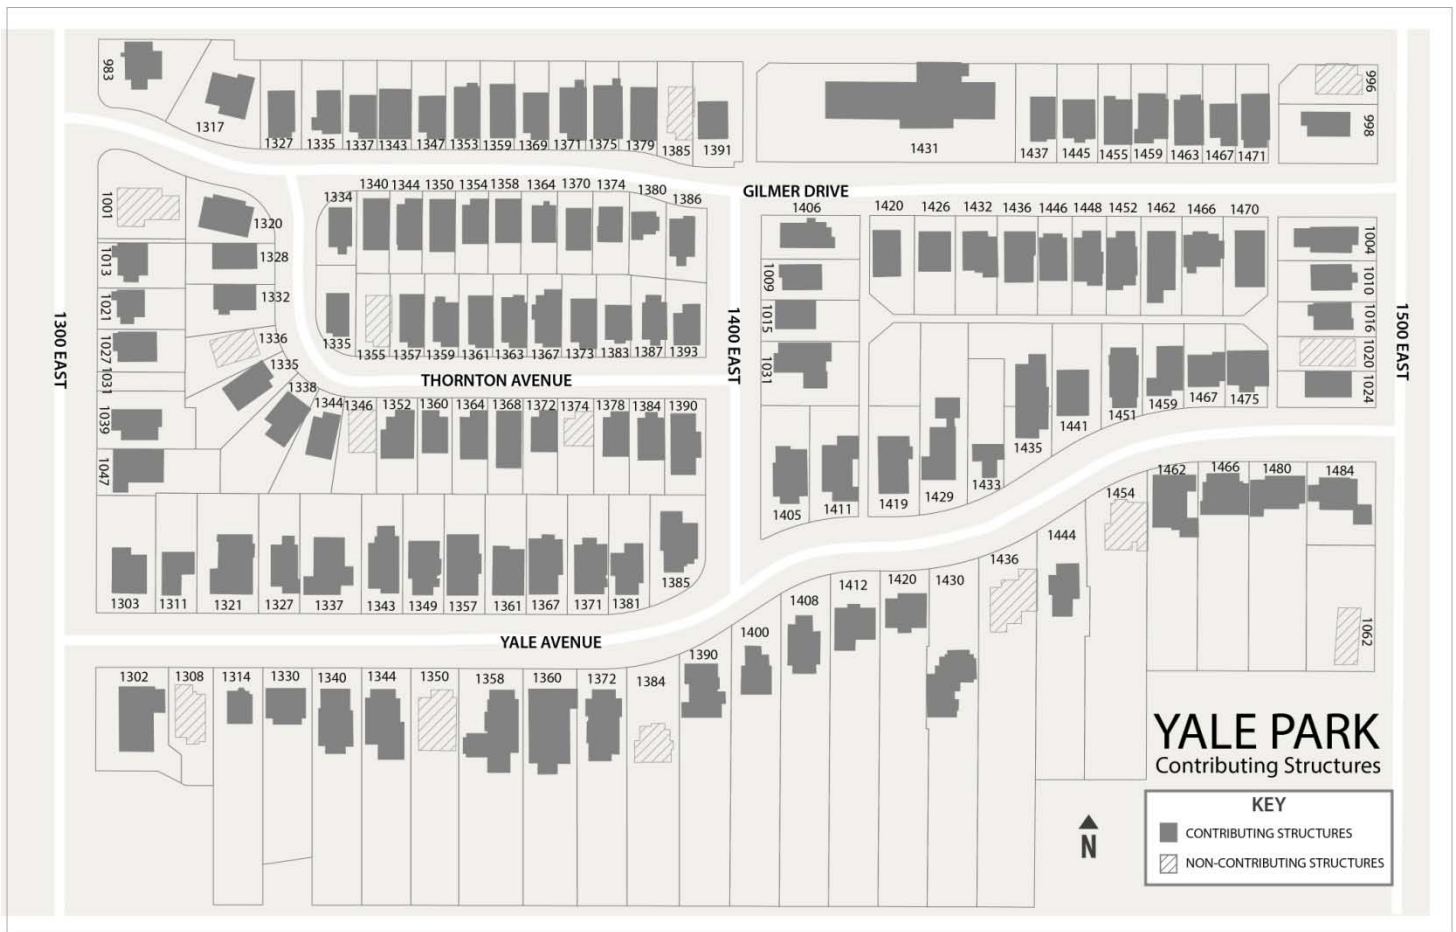 983
1317
1327 1335 1337 1343 1347 1353 1359 1369 1371 1375 1379 1385 1391
1431
1437 1445 1455 1459 1463 1467 1471
996
998
GILMER DRIVE
1001
1013
1021
1027
1031
1039
1047
1320
1328
1332
1336
1335
1338
1344
1334 1340 1344 1350 1354 1358 1364 1370 1374 1380 1386
1335 1355 1357 1359 1361 1363 1367 1373 1383 1387 1393
1406
1009
1015
1031
1420 1426 1432 1436 1446 1448 1452 1462 1466 1470
1004
1010
1016
1020
1024
1300 EAST
1400 EAST
1500 EAST
THORNTON AVENUE
1346 1352 1360 1364 1368 1372 1374 1378 1384 1390
1405 1411 1419 1429 1433 1435 1441 1451 1459 1467 1475
1303 1311 1321 1327 1337 1343 1349 1357 1361 1367 1371 1381 1385
YALE AVENUE
1302 1308 1314 1330 1340 1344 1350 1358 1360 1372 1384 1390 1400 1408 1412 1420 1430 1436 1444 1454 1462 1466 1480 1484
1062
YALE PARK
Contributing Structures
KEY
CONTRIBUTING STRUCTURES
NON-CONTRIBUTING STRUCTURES
N